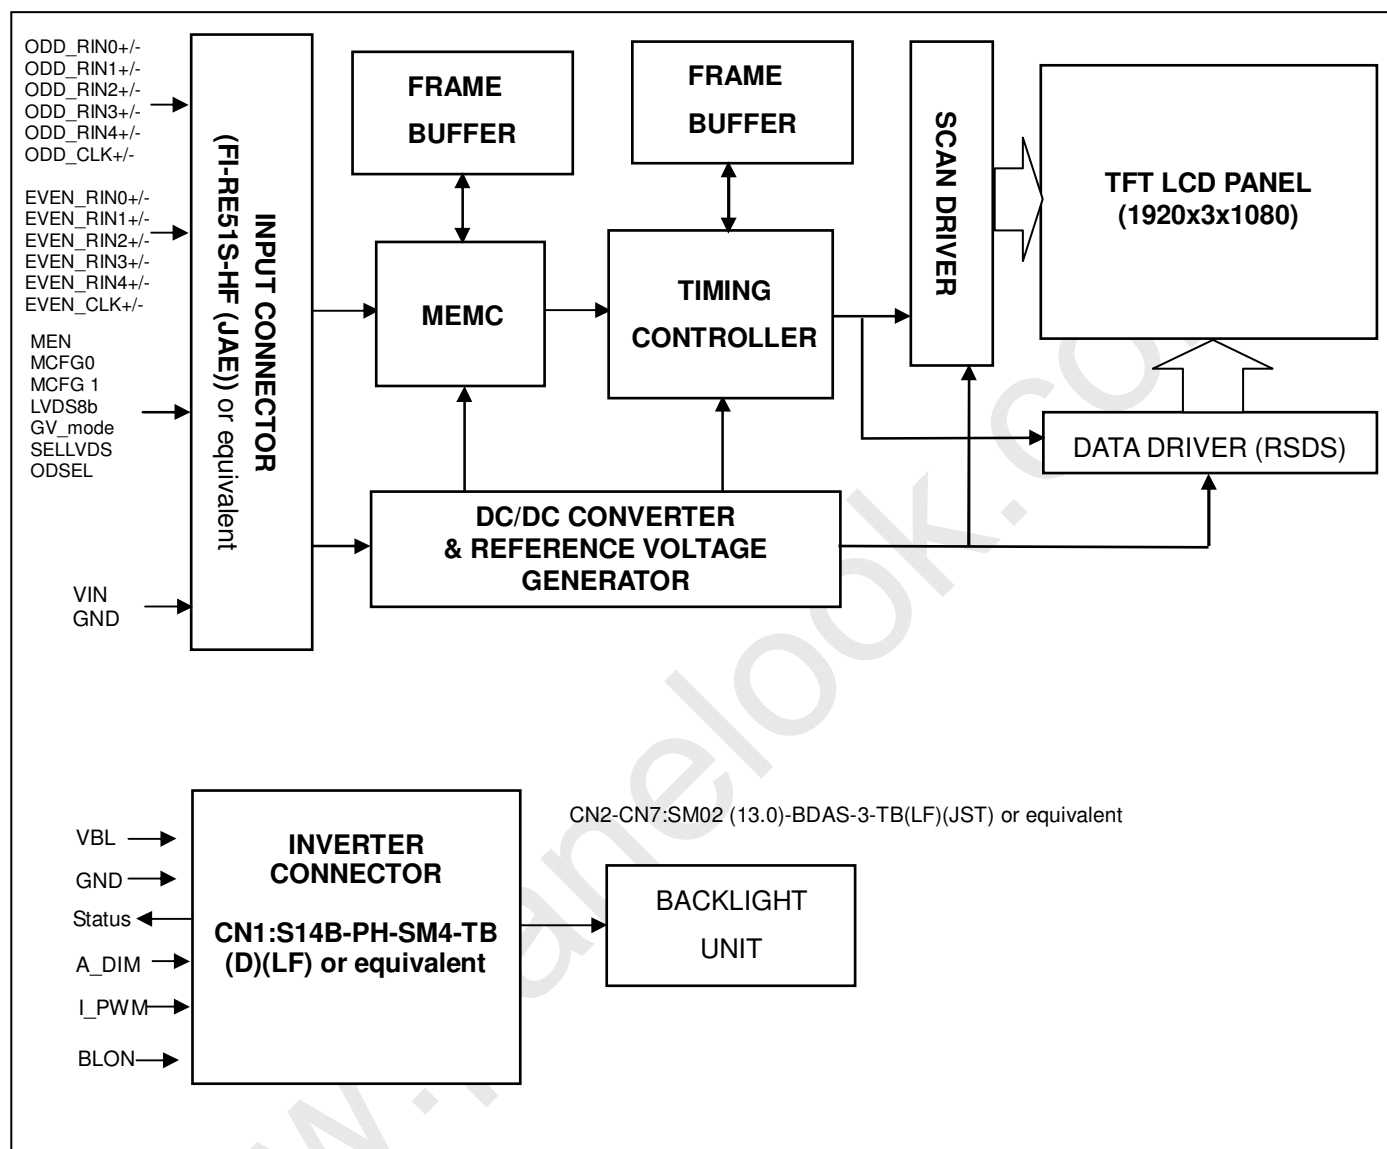 ODD_RIN0+/-
ODD_RIN1+/-
ODD_RIN2+/-
ODD_RIN3+/-
ODD_RIN4+/-
ODD_CLK+/-
EVEN_RIN0+/-
EVEN_RIN1+/-
EVEN_RIN2+/-
EVEN_RIN3+/-
EVEN_RIN4+/-
EVEN_CLK+/-
MEN
MCFG0
MCFG 1
LVDS8b
GV_mode
SELLVDS
ODSEL
VIN
GND
INPUT CONNECTOR
(FI-RE51S-HF (JAE)) or equivalent
FRAME
BUFFER
MEMC
FRAME
BUFFER
TIMING
CONTROLLER
SCAN DRIVER
TFT LCD PANEL
(1920x3x1080)
DATA DRIVER (RSDS)
DC/DC CONVERTER
& REFERENCE VOLTAGE
GENERATOR
VBL
GND
Status
A_DIM
I_PWM
BLON
INVERTER
CONNECTOR
CN1:S14B-PH-SM4-TB
(D)(LF) or equivalent
CN2-CN7:SM02 (13.0)-BDAS-3-TB(LF)(JST) or equivalent
BACKLIGHT
UNIT